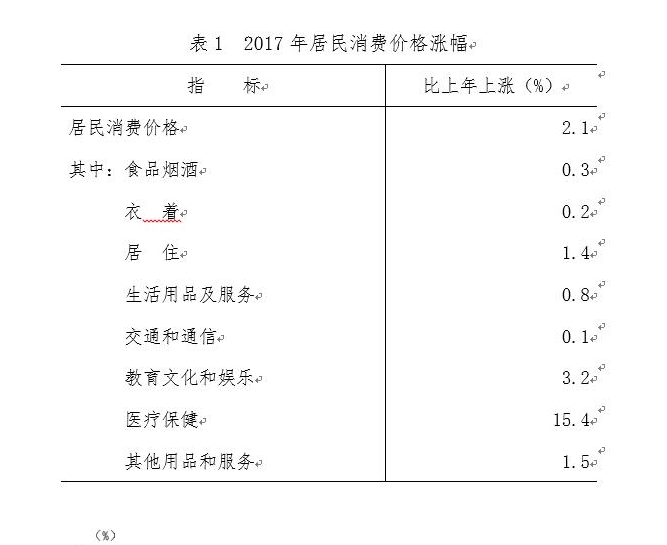 表1 2017年居民消费价格涨幅
指 标 比上年上涨（%）
居民消费价格 2.1
其中：食品烟酒 0.3
衣 着 0.2
居 住 1.4
生活用品及服务 0.8
交通和通信 0.1
教育文化和娱乐 3.2
医疗保健 15.4
其他用品和服务 1.5
（%）